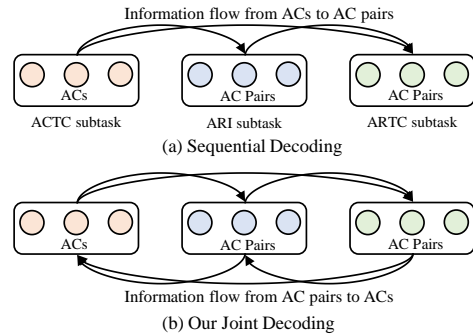 Information flow from ACs to AC pairs
ACs AC Pairs AC Pairs
ACTC subtask ARI subtask ARTC subtask
(a) Sequential Decoding
ACs AC Pairs AC Pairs
Information flow from AC pairs to ACs
(b) Our Joint Decoding